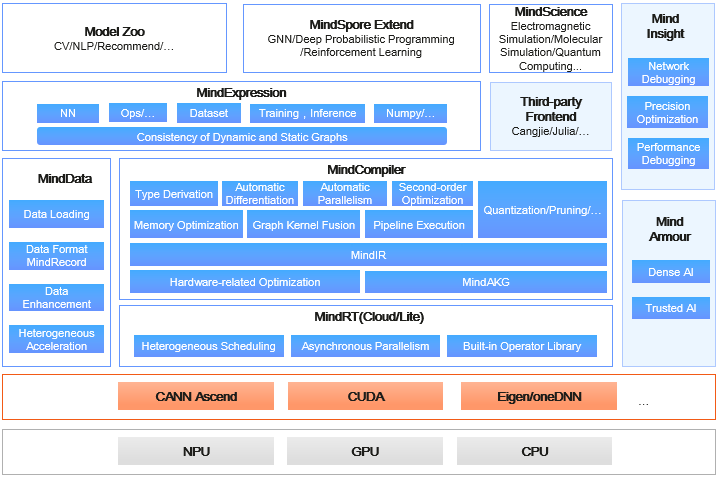 Model Zoo
CV/NLP/Recommend/…
MindSpore Extend
GNN/Deep Probabilistic Programming
/Reinforcement Learning
MindScience
Electromagnetic
Simulation/Molecular
Simulation/Quantum
Computing...
Mind
Insight
Network
Debugging
Precision
Optimization
Performance
Debugging
MindExpression
NN
Ops/…
Dataset
Training , Inference
Numpy/…
Consistency of Dynamic and Static Graphs
Third-party
Frontend
Cangjie/Julia/…
MindData
Data Loading
Data Format
MindRecord
Data
Enhancement
Heterogeneous
Acceleration
MindCompiler
Type Derivation
Automatic
Differentiation
Automatic
Parallelism
Second-order
Optimization
Quantization/Pruning/…
Memory Optimization
Graph Kernel Fusion
Pipeline Execution
MindIR
Hardware-related Optimization
MindAKG
Mind
Armour
Dense AI
Trusted AI
MindRT(Cloud/Lite)
Heterogeneous Scheduling
Asynchronous Parallelism
Built-in Operator Library
CANN Ascend
CUDA
Eigen/oneDNN
…
NPU
GPU
CPU